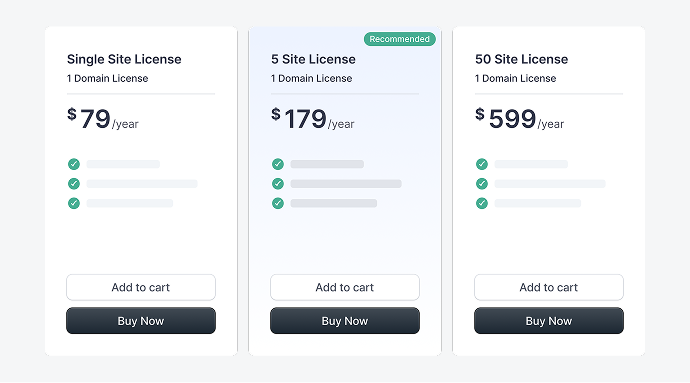 Recommended
Single Site License
1 Domain License
$79/year
Add to cart
Buy Now
5 Site License
1 Domain License
$179/year
Add to cart
Buy Now
50 Site License
1 Domain License
$599/year
Add to cart
Buy Now